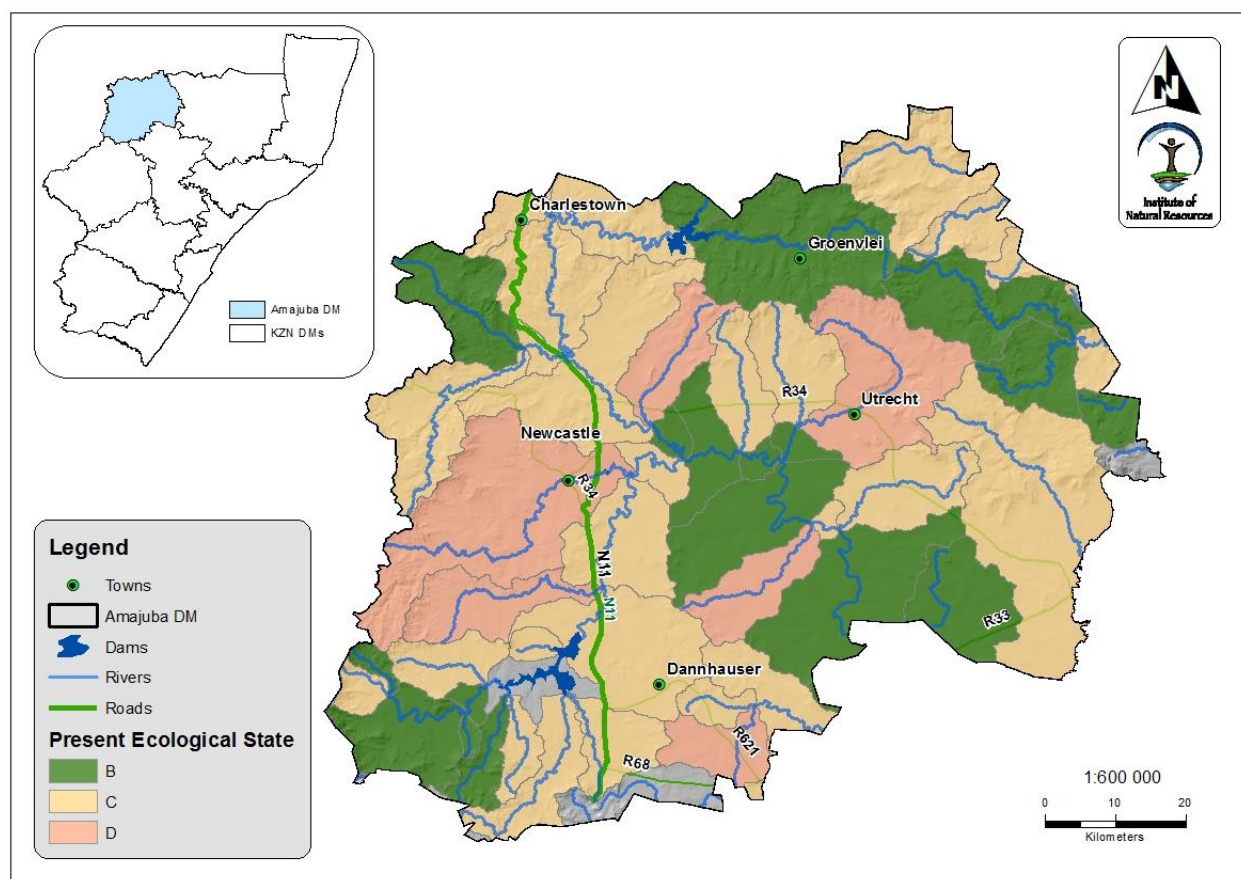 Amajuba DM
KZN DMs
N
Institute of
Natural Resources
Charlestown
Groenvlei
R34
Utrecht
Newcastle
R34
N11
N11
R33
Dannhauser
R621
R68
Legend
Towns
Amajuba DM
Dams
Rivers
Roads
Present Ecological State
B
C
D
1:600 000
0 10 20
Kilometers